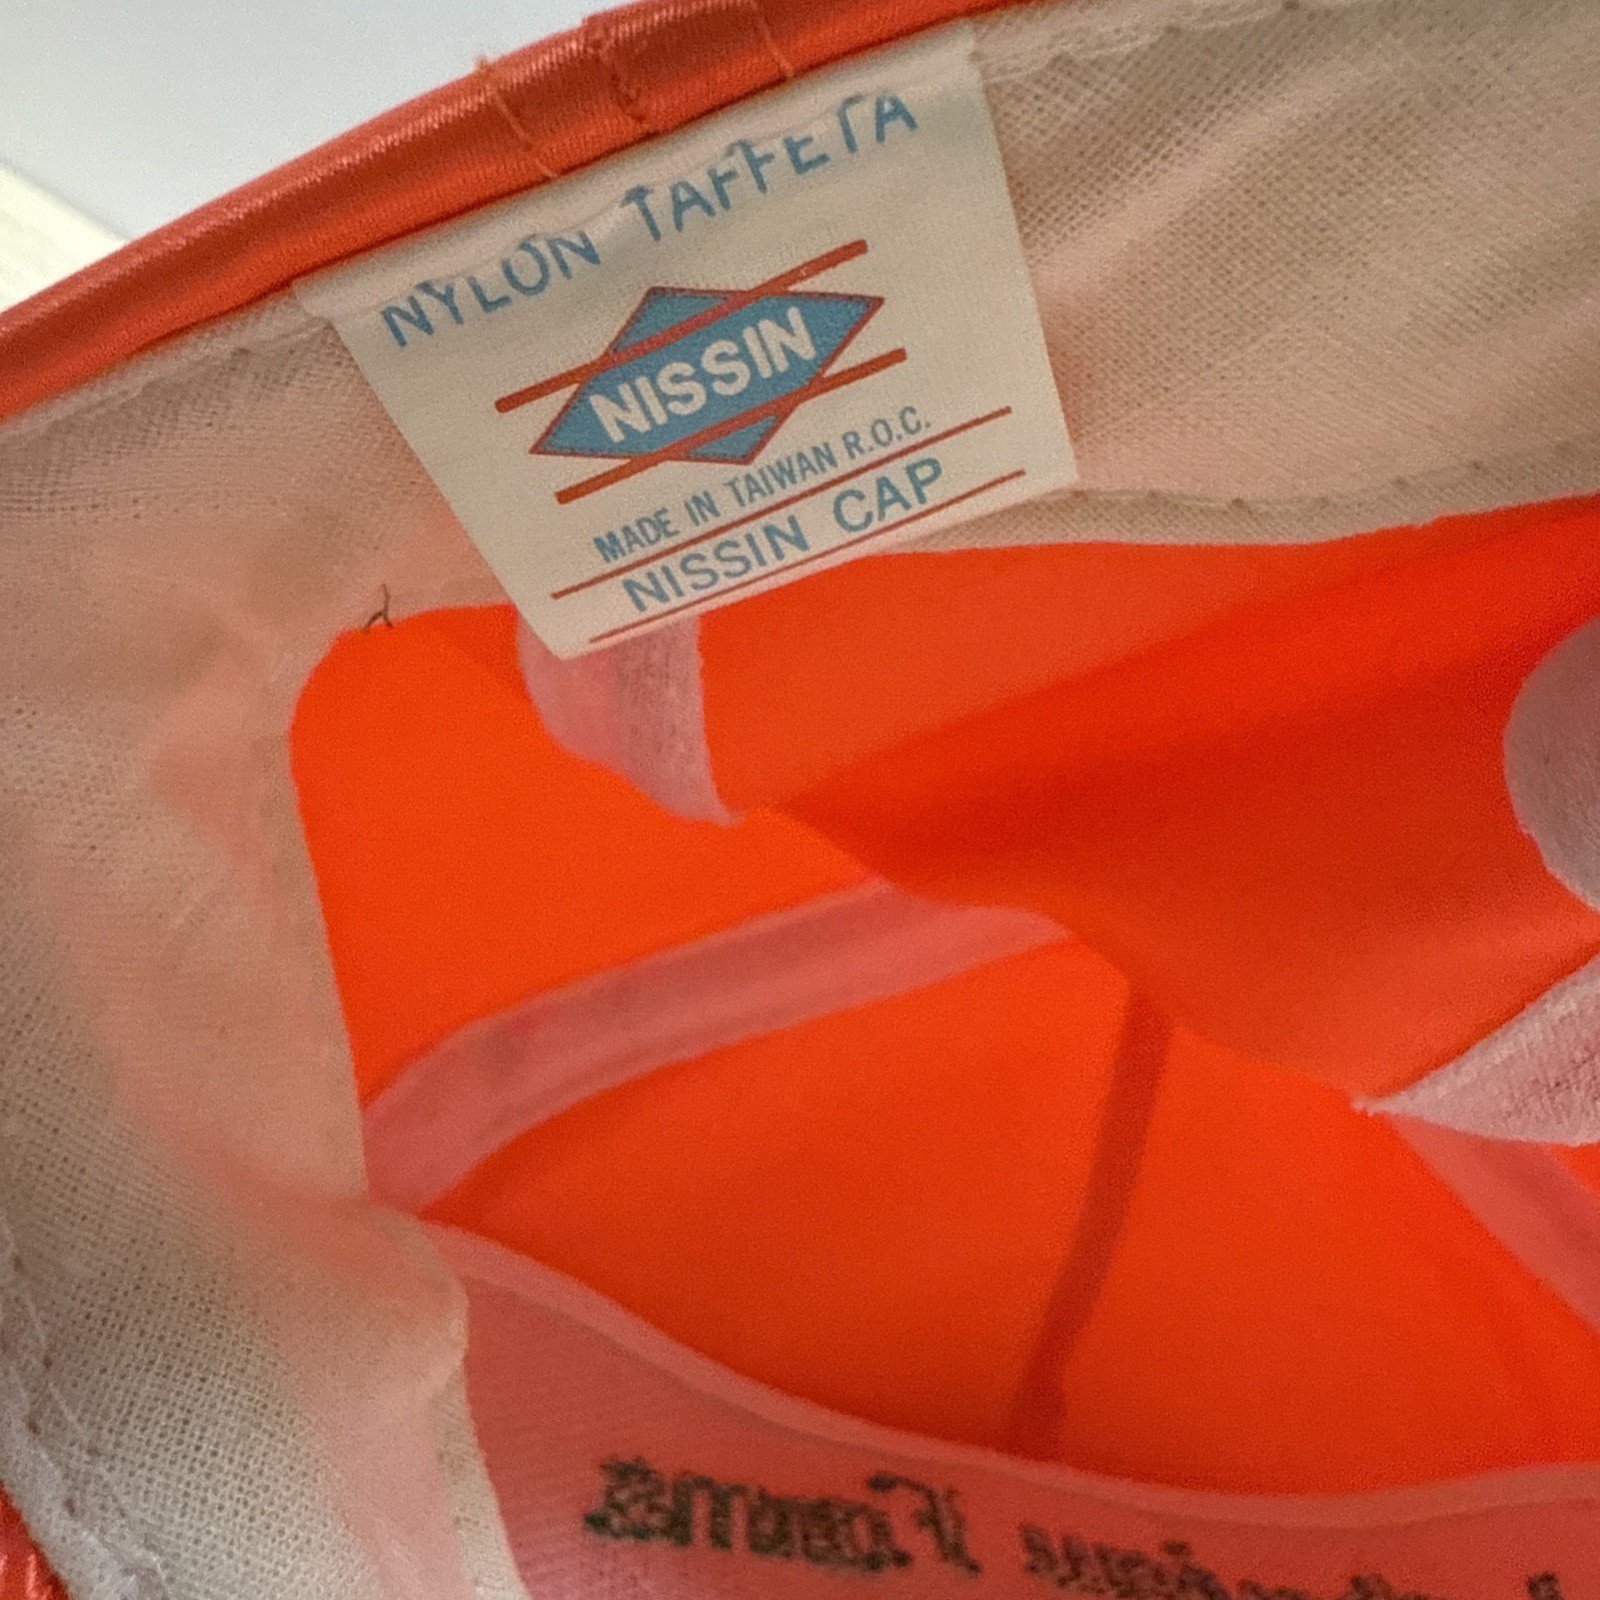 NYLON TAFFETA
NISSIN
MADE IN TAIWAN R.O.C.
NISSIN CAP